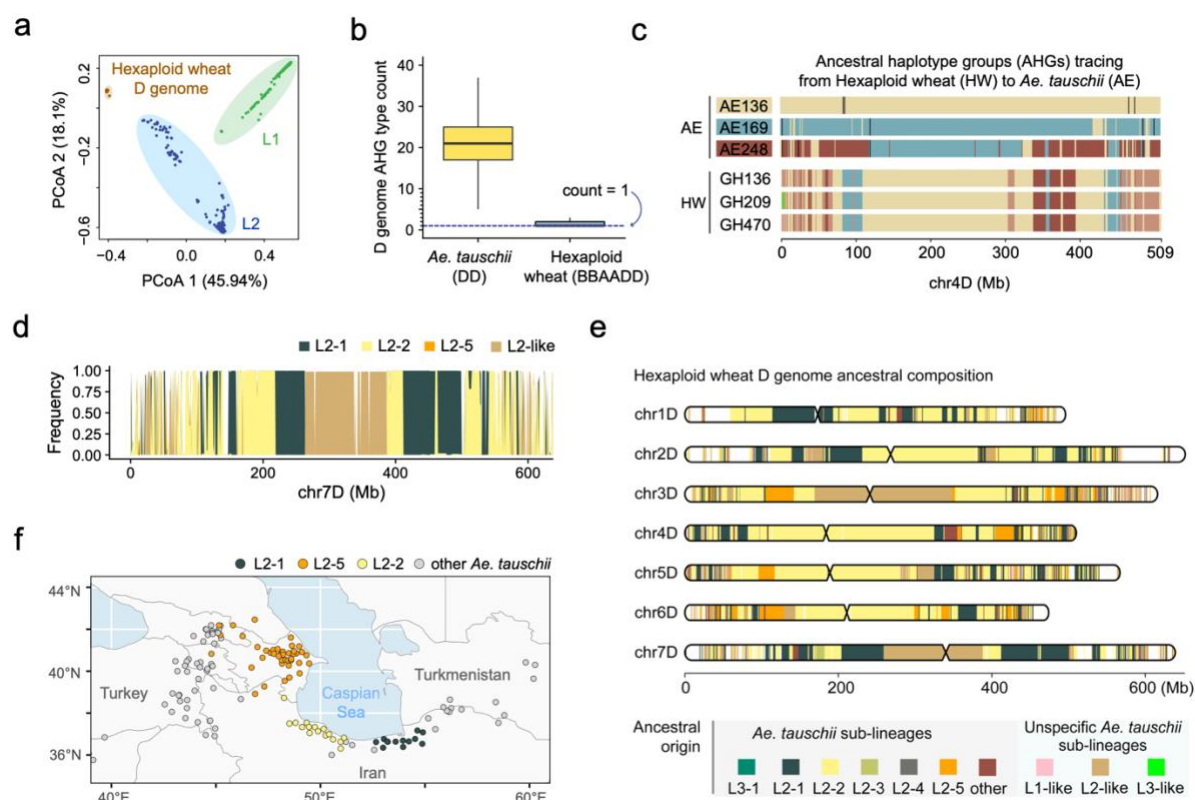 a
Hexaploid wheat
D genome
L1
L2
0.2
−0.2
−0.6
PCoA 2 (18.1%)
−0.4
0.0
0.4
PCoA 1 (45.94%)
b
D genome AHG type count
40
30
20
10
0
count = 1
Ae. tauschii
(DD)
Hexaploid
wheat (BBAADD)
c
Ancestral haplotype groups (AHGs) tracing
from Hexaploid wheat (HW) to Ae. tauschii (AE)
AE
AE136
AE169
AE248
HW
GH136
GH209
GH470
0 100 200 300 400 509
chr4D (Mb)
d
L2-1 L2-2 L2-5 L2-like
Frequency
1.00
0.75
0.50
0.25
0.00
0 200 400 600
chr7D (Mb)
e
Hexaploid wheat D genome ancestral composition
chr1D
chr2D
chr3D
chr4D
chr5D
chr6D
chr7D
0 200 400 600 (Mb)
Ancestral
origin
Ae. tauschii sub-lineages
L3-1 L2-1 L2-2 L2-3 L2-4 L2-5 other
Unspecific Ae. tauschii
sub-lineages
L1-like L2-like L3-like
f
L2-1 L2-5 L2-2 other Ae. tauschii
44°N
40°N
36°N
Turkey
Caspian
Sea
Turkmenistan
Iran
40°E 50°E 60°E